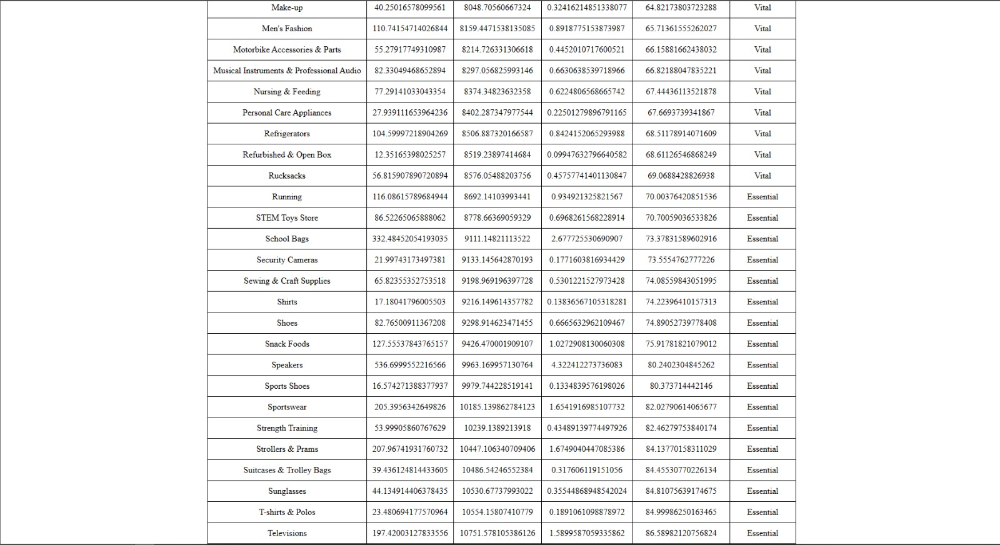 Make-up 40.25016578099561 8048.70560667324 0.32416214851338077 64.82173803723288 Vital
Men's Fashion 110.74154714026844 8159.4471538135085 0.8918775153873987 65.71361555262027 Vital
Motorbike Accessories & Parts 55.27917749310987 8214.726331306618 0.4452010717600521 66.15881662438032 Vital
Musical Instruments & Professional Audio 82.33049468652894 8297.056825993146 0.6630638539718966 66.82188047835221 Vital
Nursing & Feeding 77.29141033043354 8374.34823632358 0.6224806568665742 67.44436113521878 Vital
Personal Care Appliances 27.939111653964236 8402.287347977544 0.22501279896791165 67.6693739341867 Vital
Refrigerators 104.59997218904269 8506.887320166587 0.8424152065293988 68.51178914071609 Vital
Refurbished & Open Box 12.35165398025257 8519.23897414684 0.09947632796640582 68.61126546868249 Vital
Rucksacks 56.815907890720894 8576.05488203756 0.45757741401130847 69.0688428826938 Vital
Running 116.08615789684944 8692.14103993441 0.934921325821567 70.00376420851536 Essential
STEM Toys Store 86.52265065888062 8778.66369059329 0.6968261568228914 70.70059036533826 Essential
School Bags 332.48452054193035 9111.14821113522 2.677725530690907 73.37831589602916 Essential
Security Cameras 21.99743173497381 9133.145642870193 0.1771603816934429 73.5554762777226 Essential
Sewing & Craft Supplies 65.82355352753518 9198.969196397728 0.5301221527973428 74.08559843051995 Essential
Shirts 17.18041796005503 9216.149614357782 0.13836567105318281 74.22396410157313 Essential
Shoes 82.76500911367208 9298.914623471455 0.6665632962109467 74.89052739778408 Essential
Snack Foods 127.55537843765157 9426.470001909107 1.0272908130060308 75.91781821079012 Essential
Speakers 536.6999552216566 9963.169957130764 4.322412273736083 80.2402304845262 Essential
Sports Shoes 16.574271388377937 9979.744228519141 0.1334839576198026 80.373714442146 Essential
Sportswear 205.3956342649826 10185.139862784123 1.6541916985107732 82.02790614065677 Essential
Strength Training 53.99905860767629 10239.1389213918 0.43489139774497926 82.46279753840174 Essential
Strollers & Prams 207.96741931760732 10447.106340709406 1.6749040447085386 84.13770158311029 Essential
Suitcases & Trolley Bags 39.436124814433605 10486.54246552384 0.317606119151056 84.45530770226134 Essential
Sunglasses 44.134914406378435 10530.67737993022 0.35544868948542024 84.81075639174675 Essential
T-shirts & Polos 23.480694177570964 10554.15807410779 0.1891061098878972 84.99986250163465 Essential
Televisions 197.42003127833556 10751.578105386126 1.5899587059335862 86.58982120756824 Essential